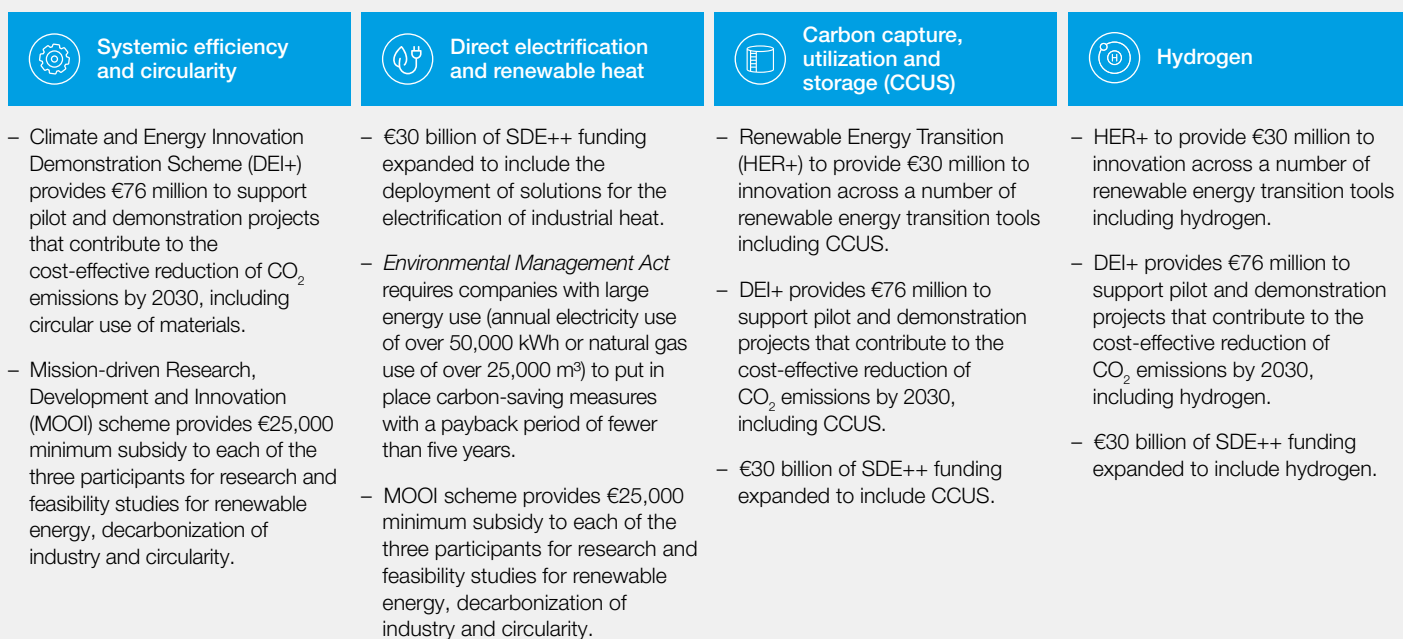 Systemic efficiency
and circularity
– Climate and Energy Innovation
Demonstration Scheme (DEI+)
provides €76 million to support
pilot and demonstration projects
that contribute to the
cost-effective reduction of CO₂
emissions by 2030, including
circular use of materials.
– Mission-driven Research,
Development and Innovation
(MOOI) scheme provides €25,000
minimum subsidy to each of the
three participants for research and
feasibility studies for renewable
energy, decarbonization of
industry and circularity.
Direct electrification
and renewable heat
– €30 billion of SDE++ funding
expanded to include the
deployment of solutions for the
electrification of industrial heat.
– Environmental Management Act
requires companies with large
energy use (annual electricity use
of over 50,000 kWh or natural gas
use of over 25,000 m³) to put in
place carbon-saving measures
with a payback period of fewer
than five years.
– MOOI scheme provides €25,000
minimum subsidy to each of the
three participants for research and
feasibility studies for renewable
energy, decarbonization of
industry and circularity.
Carbon capture,
utilization and
storage (CCUS)
– Renewable Energy Transition
(HER+) to provide €30 million to
innovation across a number of
renewable energy transition tools
including CCUS.
– DEI+ provides €76 million to
support pilot and demonstration
projects that contribute to the
cost-effective reduction of
CO₂ emissions by 2030,
including CCUS.
– €30 billion of SDE++ funding
expanded to include CCUS.
H
Hydrogen
– HER+ to provide €30 million to
innovation across a number of
renewable energy transition tools
including hydrogen.
– DEI+ provides €76 million to
support pilot and demonstration
projects that contribute to the
cost-effective reduction of
CO₂ emissions by 2030,
including hydrogen.
– €30 billion of SDE++ funding
expanded to include hydrogen.